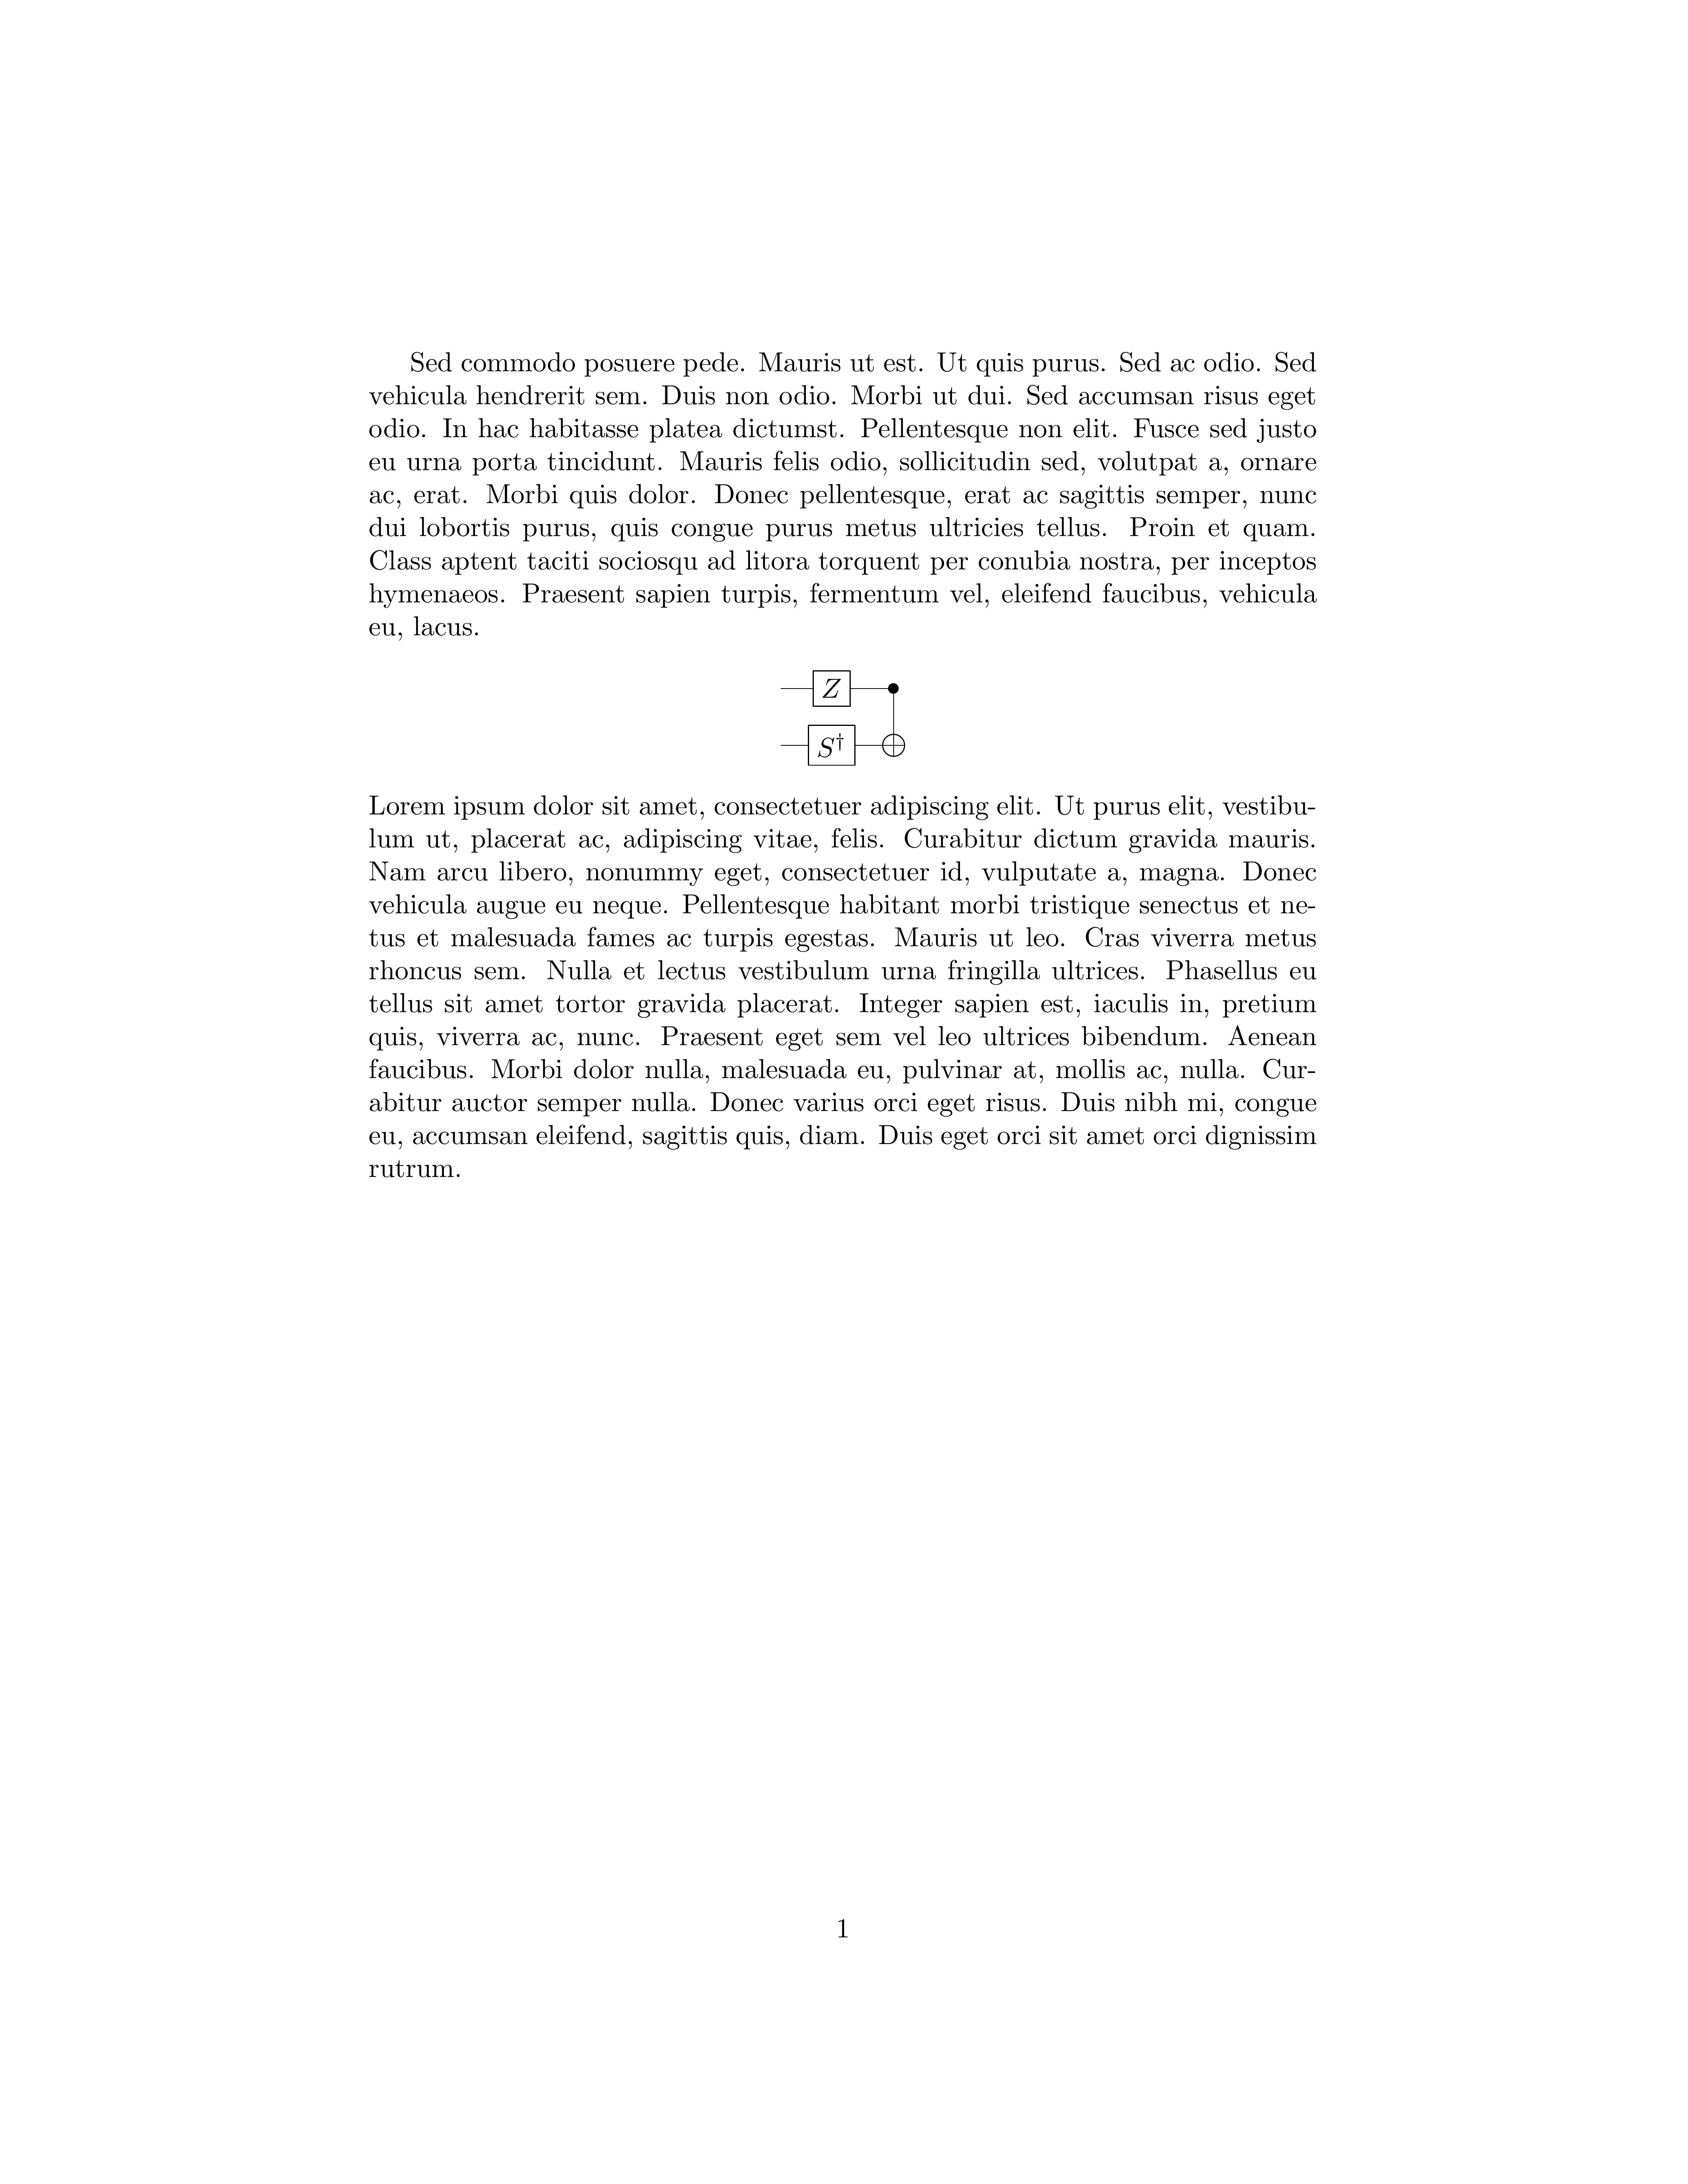 Sed commodo posuere pede. Mauris ut est. Ut quis purus. Sed ac odio. Sed
vehicula hendrerit sem. Duis non odio. Morbi ut dui. Sed accumsan risus eget
odio. In hac habitasse platea dictumst. Pellentesque non elit. Fusce sed justo
eu urna porta tincidunt. Mauris felis odio, sollicitudin sed, volutpat a, ornare
ac, erat. Morbi quis dolor. Donec pellentesque, erat ac sagittis semper, nunc
dui lobortis purus, quis congue purus metus ultricies tellus. Proin et quam.
Class aptent taciti sociosqu ad litora torquent per conubia nostra, per inceptos
hymenaeos. Praesent sapien turpis, fermentum vel, eleifend faucibus, vehicula
eu, lacus.
Z
S†
Lorem ipsum dolor sit amet, consectetuer adipiscing elit. Ut purus elit, vestibu-
lum ut, placerat ac, adipiscing vitae, felis. Curabitur dictum gravida mauris.
Nam arcu libero, nonummy eget, consectetuer id, vulputate a, magna. Donec
vehicula augue eu neque. Pellentesque habitant morbi tristique senectus et ne-
tus et malesuada fames ac turpis egestas. Mauris ut leo. Cras viverra metus
rhoncus sem. Nulla et lectus vestibulum urna fringilla ultrices. Phasellus eu
tellus sit amet tortor gravida placerat. Integer sapien est, iaculis in, pretium
quis, viverra ac, nunc. Praesent eget sem vel leo ultrices bibendum. Aenean
faucibus. Morbi dolor nulla, malesuada eu, pulvinar at, mollis ac, nulla. Cur-
abitur auctor semper nulla. Donec varius orci eget risus. Duis nibh mi, congue
eu, accumsan eleifend, sagittis quis, diam. Duis eget orci sit amet orci dignissim
rutrum.
1